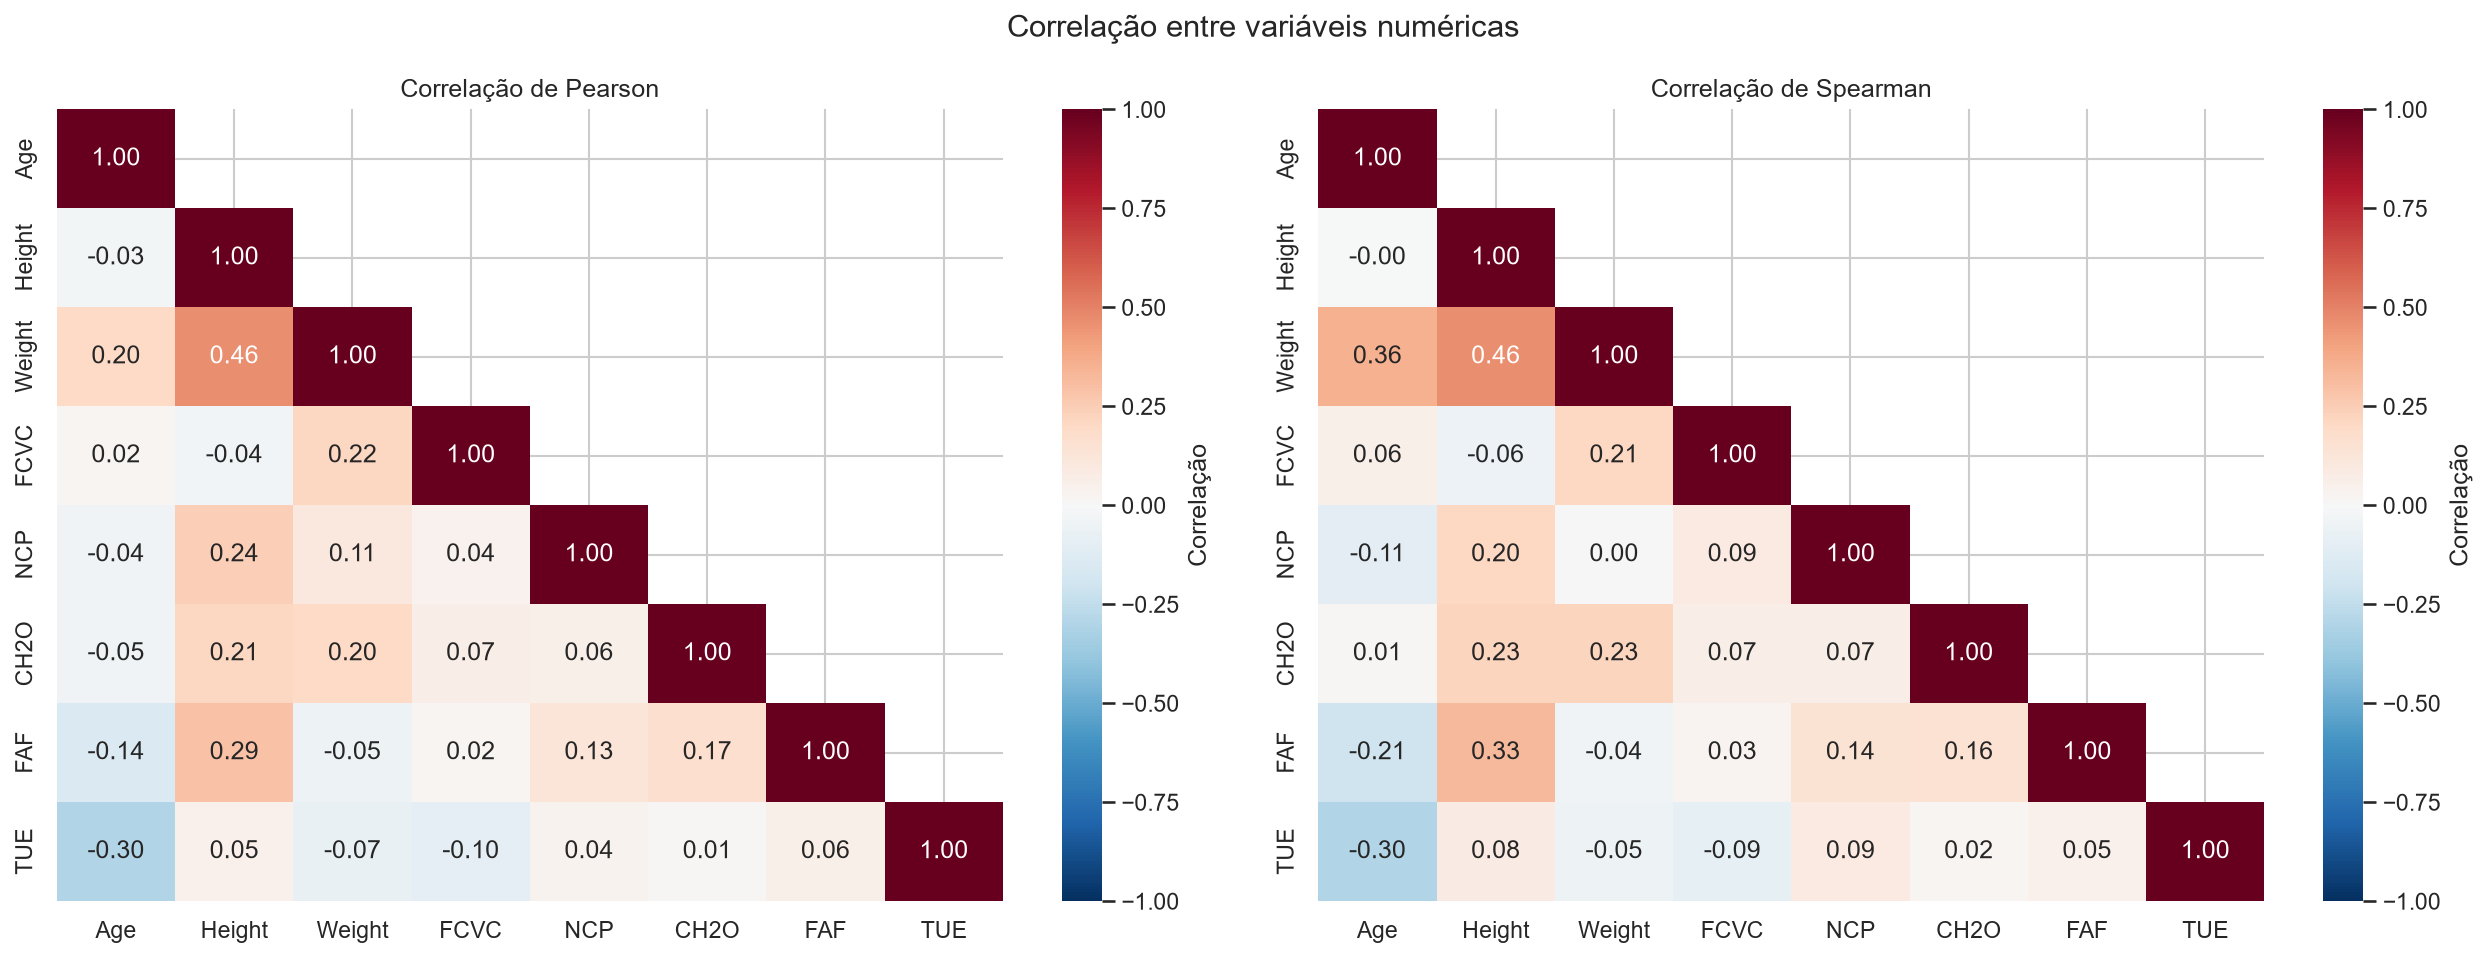 Correlação entre variáveis numéricas
Correlação de Pearson
Age 1.00
Height -0.03 1.00
Weight 0.20 0.46 1.00
FCVC 0.02 -0.04 0.22 1.00
NCP -0.04 0.24 0.11 0.04 1.00
CH2O -0.05 0.21 0.20 0.07 0.06 1.00
FAF -0.14 0.29 -0.05 0.02 0.13 0.17 1.00
TUE -0.30 0.05 -0.07 -0.10 0.04 0.01 0.06 1.00
Age Height Weight FCVC NCP CH2O FAF TUE
1.00
0.75
0.50
0.25
0.00
−0.25
−0.50
−0.75
−1.00
Correlação
Correlação de Spearman
Age 1.00
Height -0.00 1.00
Weight 0.36 0.46 1.00
FCVC 0.06 -0.06 0.21 1.00
NCP -0.11 0.20 0.00 0.09 1.00
CH2O 0.01 0.23 0.23 0.07 0.07 1.00
FAF -0.21 0.33 -0.04 0.03 0.14 0.16 1.00
TUE -0.30 0.08 -0.05 -0.09 0.09 0.02 0.05 1.00
Age Height Weight FCVC NCP CH2O FAF TUE
1.00
0.75
0.50
0.25
0.00
−0.25
−0.50
−0.75
−1.00
Correlação